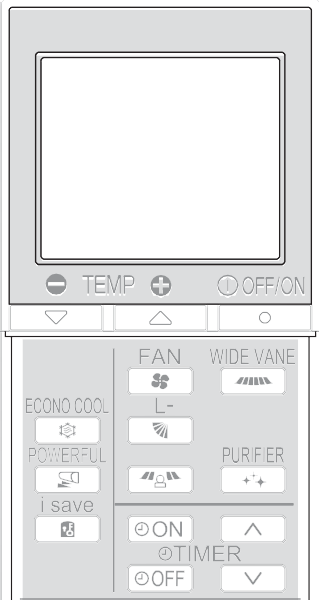 TEMP OFF/ON
FAN WIDE VANE
ECONO COOL L-
POWERFUL PURIFIER
i save
ON
TIMER
OFF